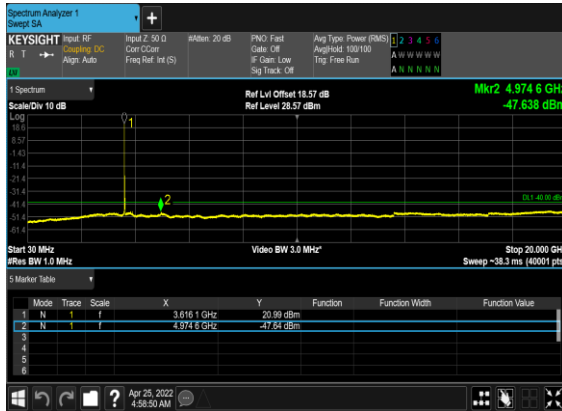 Spectrum Analyzer 1
Swept SA
+
KEYSIGHT Input: RF Input Z: 50 Ω #Atten: 20 dB PNO: Fast Avg Type: Power (RMS) 1 2 3 4 5 6
R T Coupling: DC Corr CCorr Gate: Off Avg|Hold: 100/100 A W W W W W
Align: Auto Freq Ref: Int (S) IF Gain: Low Trig: Free Run
LXI Sig Track: Off A N N N N N
1 Spectrum Ref Lvl Offset 18.57 dB Mkr2 4.974 6 GHz
Scale/Div 10 dB Ref Level 28.57 dBm -47.638 dBm
Log
18.6
1
8.57
-1.43
-11.4
-21.4
-31.4
2 DL1 -40.00 dBm
-41.4
-51.4
-61.4
Start 30 MHz Video BW 3.0 MHz* Stop 20.000 GHz
#Res BW 1.0 MHz Sweep ~38.3 ms (40001 pts)
5 Marker Table
Mode Trace Scale X Y Function Function Width Function Value
1 N 1 f 3.616 1 GHz 20.99 dBm
2 N 1 f 4.974 6 GHz -47.64 dBm
3
4
5
6
? Apr 25, 2022
4:58:50 AM